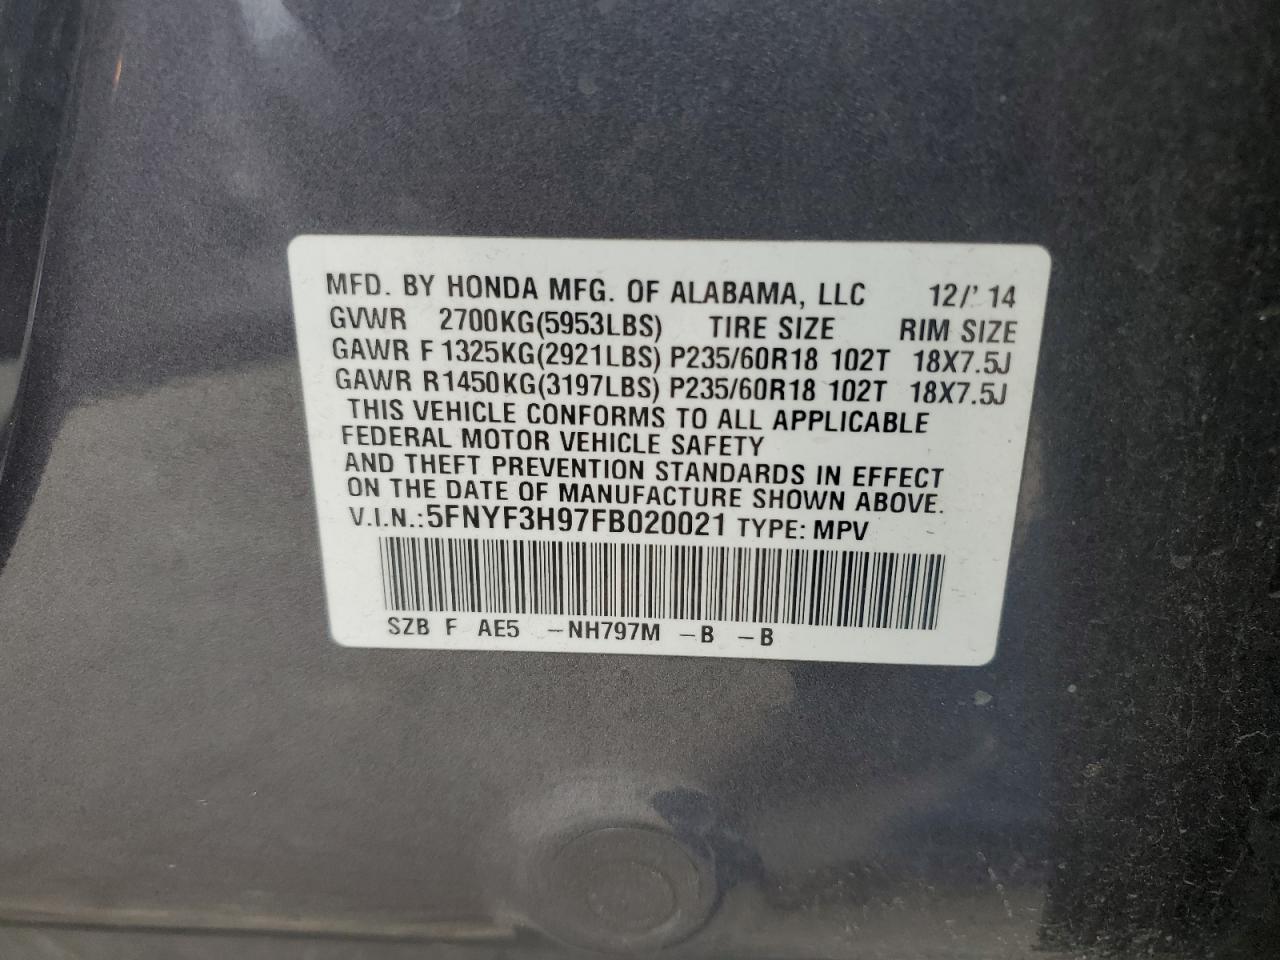 MFD. BY HONDA MFG. OF ALABAMA, LLC 12/' 14
GVWR 2700KG(5953LBS) TIRE SIZE RIM SIZE
GAWR F 1325KG(2921LBS) P235/60R18 102T 18X7.5J
GAWR R1450KG(3197LBS) P235/60R18 102T 18X7.5J
THIS VEHICLE CONFORMS TO ALL APPLICABLE
FEDERAL MOTOR VEHICLE SAFETY
AND THEFT PREVENTION STANDARDS IN EFFECT
ON THE DATE OF MANUFACTURE SHOWN ABOVE.
V.I.N.:5FNYF3H97FB020021 TYPE: MPV
SZB F AE5 –NH797M –B –B